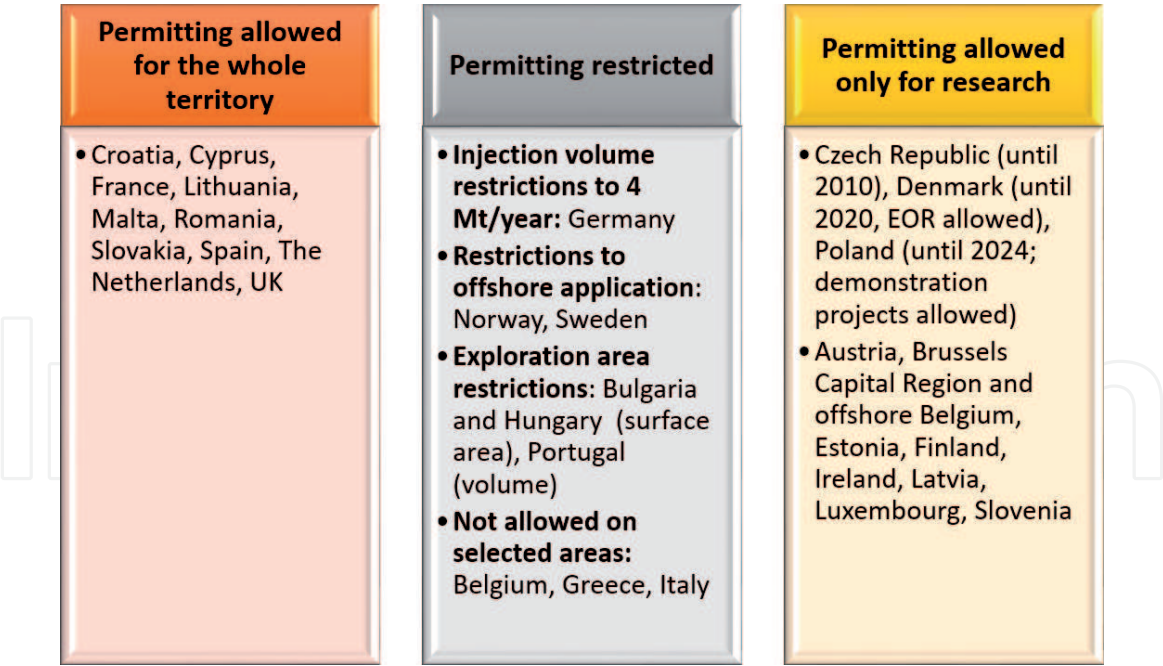 Permitting allowed
for the whole
territory
• Croatia, Cyprus,
France, Lithuania,
Malta, Romania,
Slovakia, Spain, The
Netherlands, UK
Permitting restricted
• Injection volume
restrictions to 4
Mt/year: Germany
• Restrictions to
offshore application:
Norway, Sweden
• Exploration area
restrictions: Bulgaria
and Hungary (surface
area), Portugal
(volume)
• Not allowed on
selected areas:
Belgium, Greece, Italy
Permitting allowed
only for research
• Czech Republic (until
2010), Denmark (until
2020, EOR allowed),
Poland (until 2024;
demonstration
projects allowed)
• Austria, Brussels
Capital Region and
offshore Belgium,
Estonia, Finland,
Ireland, Latvia,
Luxembourg, Slovenia